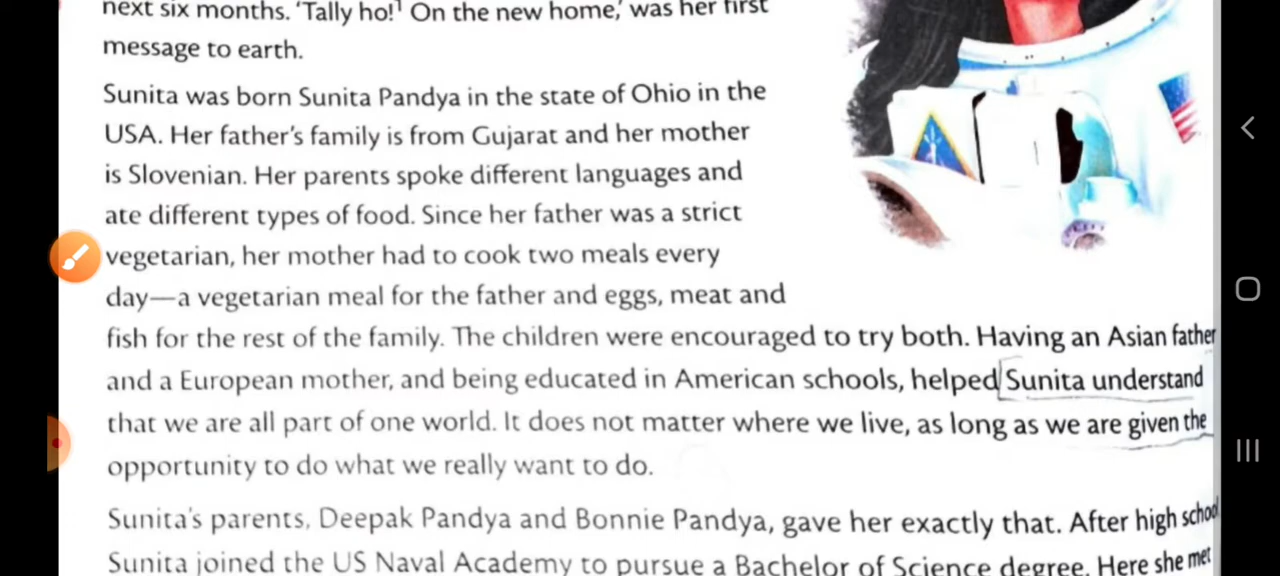 next six months. 'Tally ho!¹ On the new home,' was her first
message to earth.
Sunita was born Sunita Pandya in the state of Ohio in the
USA. Her father's family is from Gujarat and her mother
is Slovenian. Her parents spoke different languages and
ate different types of food. Since her father was a strict
vegetarian, her mother had to cook two meals every
day—a vegetarian meal for the father and eggs, meat and
fish for the rest of the family. The children were encouraged to try both. Having an Asian father
and a European mother, and being educated in American schools, helped Sunita understand
that we are all part of one world. It does not matter where we live, as long as we are given the
opportunity to do what we really want to do.
Sunita's parents, Deepak Pandya and Bonnie Pandya, gave her exactly that. After high school
Sunita joined the US Naval Academy to pursue a Bachelor of Science degree. Here she met